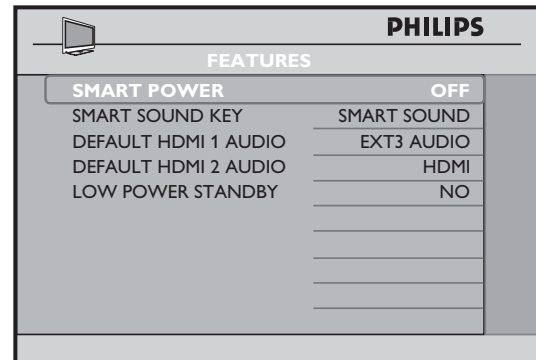 PHILIPS
FEATURES
SMART POWER OFF
SMART SOUND KEY SMART SOUND
DEFAULT HDMI 1 AUDIO EXT3 AUDIO
DEFAULT HDMI 2 AUDIO HDMI
LOW POWER STANDBY NO